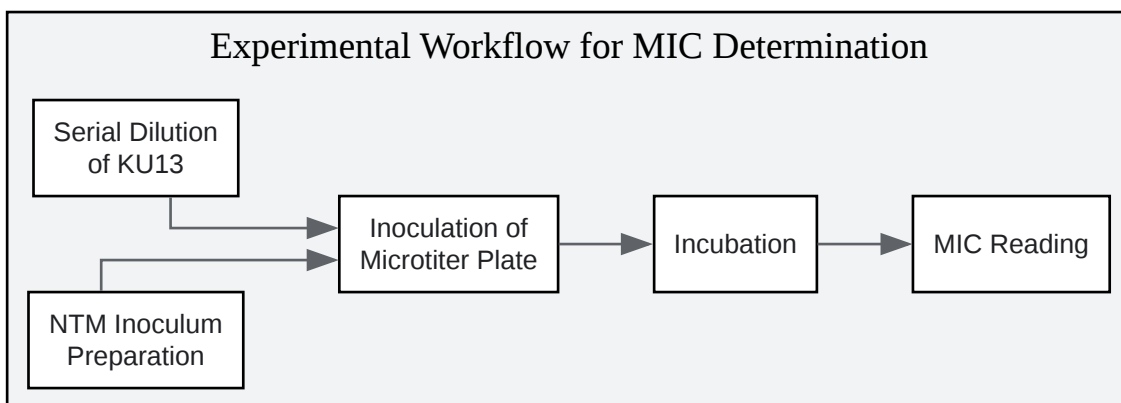 Experimental Workflow for MIC Determination
Serial Dilution
of KU13
Inoculation of
Microtiter Plate
Incubation
MIC Reading
NTM Inoculum
Preparation